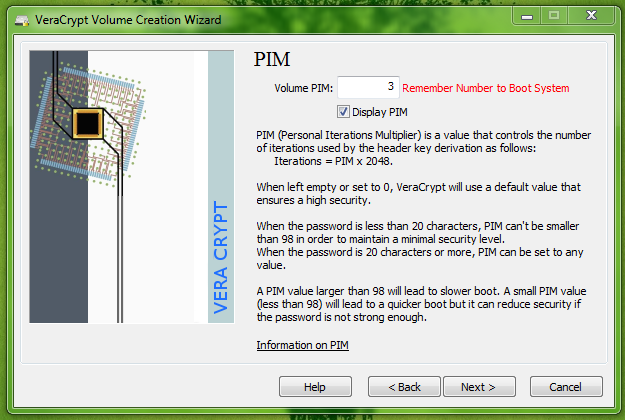 VeraCrypt Volume Creation Wizard
PIM
Volume PIM: 3 Remember Number to Boot System
Display PIM
PIM (Personal Iterations Multiplier) is a value that controls the number
of iterations used by the header key derivation as follows:
Iterations = PIM x 2048.
When left empty or set to 0, VeraCrypt will use a default value that
ensures a high security.
When the password is less than 20 characters, PIM can't be smaller
than 98 in order to maintain a minimal security level.
When the password is 20 characters or more, PIM can be set to any
value.
A PIM value larger than 98 will lead to slower boot. A small PIM value
(less than 98) will lead to a quicker boot but it can reduce security if
the password is not strong enough.
Information on PIM
VERA CRYPT
Help < Back Next > Cancel